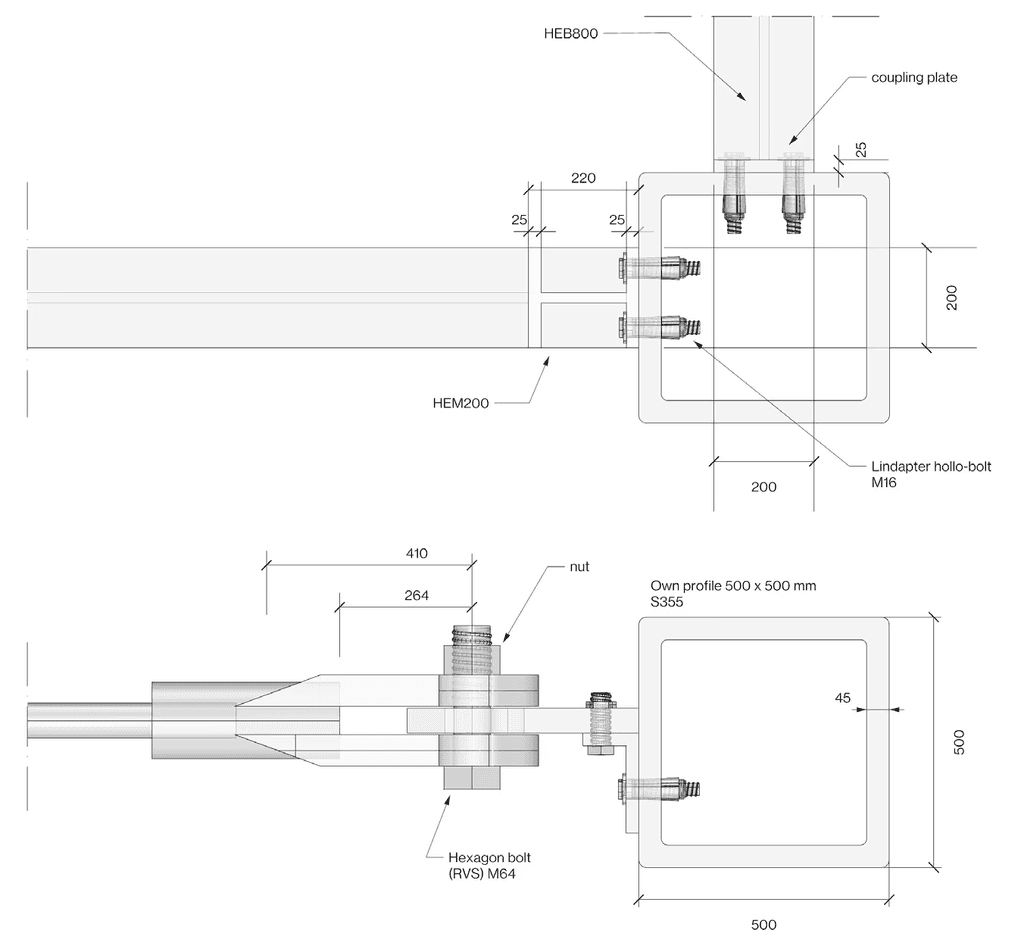 HEB800
coupling plate
25
220
25
25
200
HEM200
Lindapter hollo-bolt
M16
200
410
264
nut
Own profile 500 x 500 mm
S355
45
500
Hexagon bolt
(RVS) M64
500